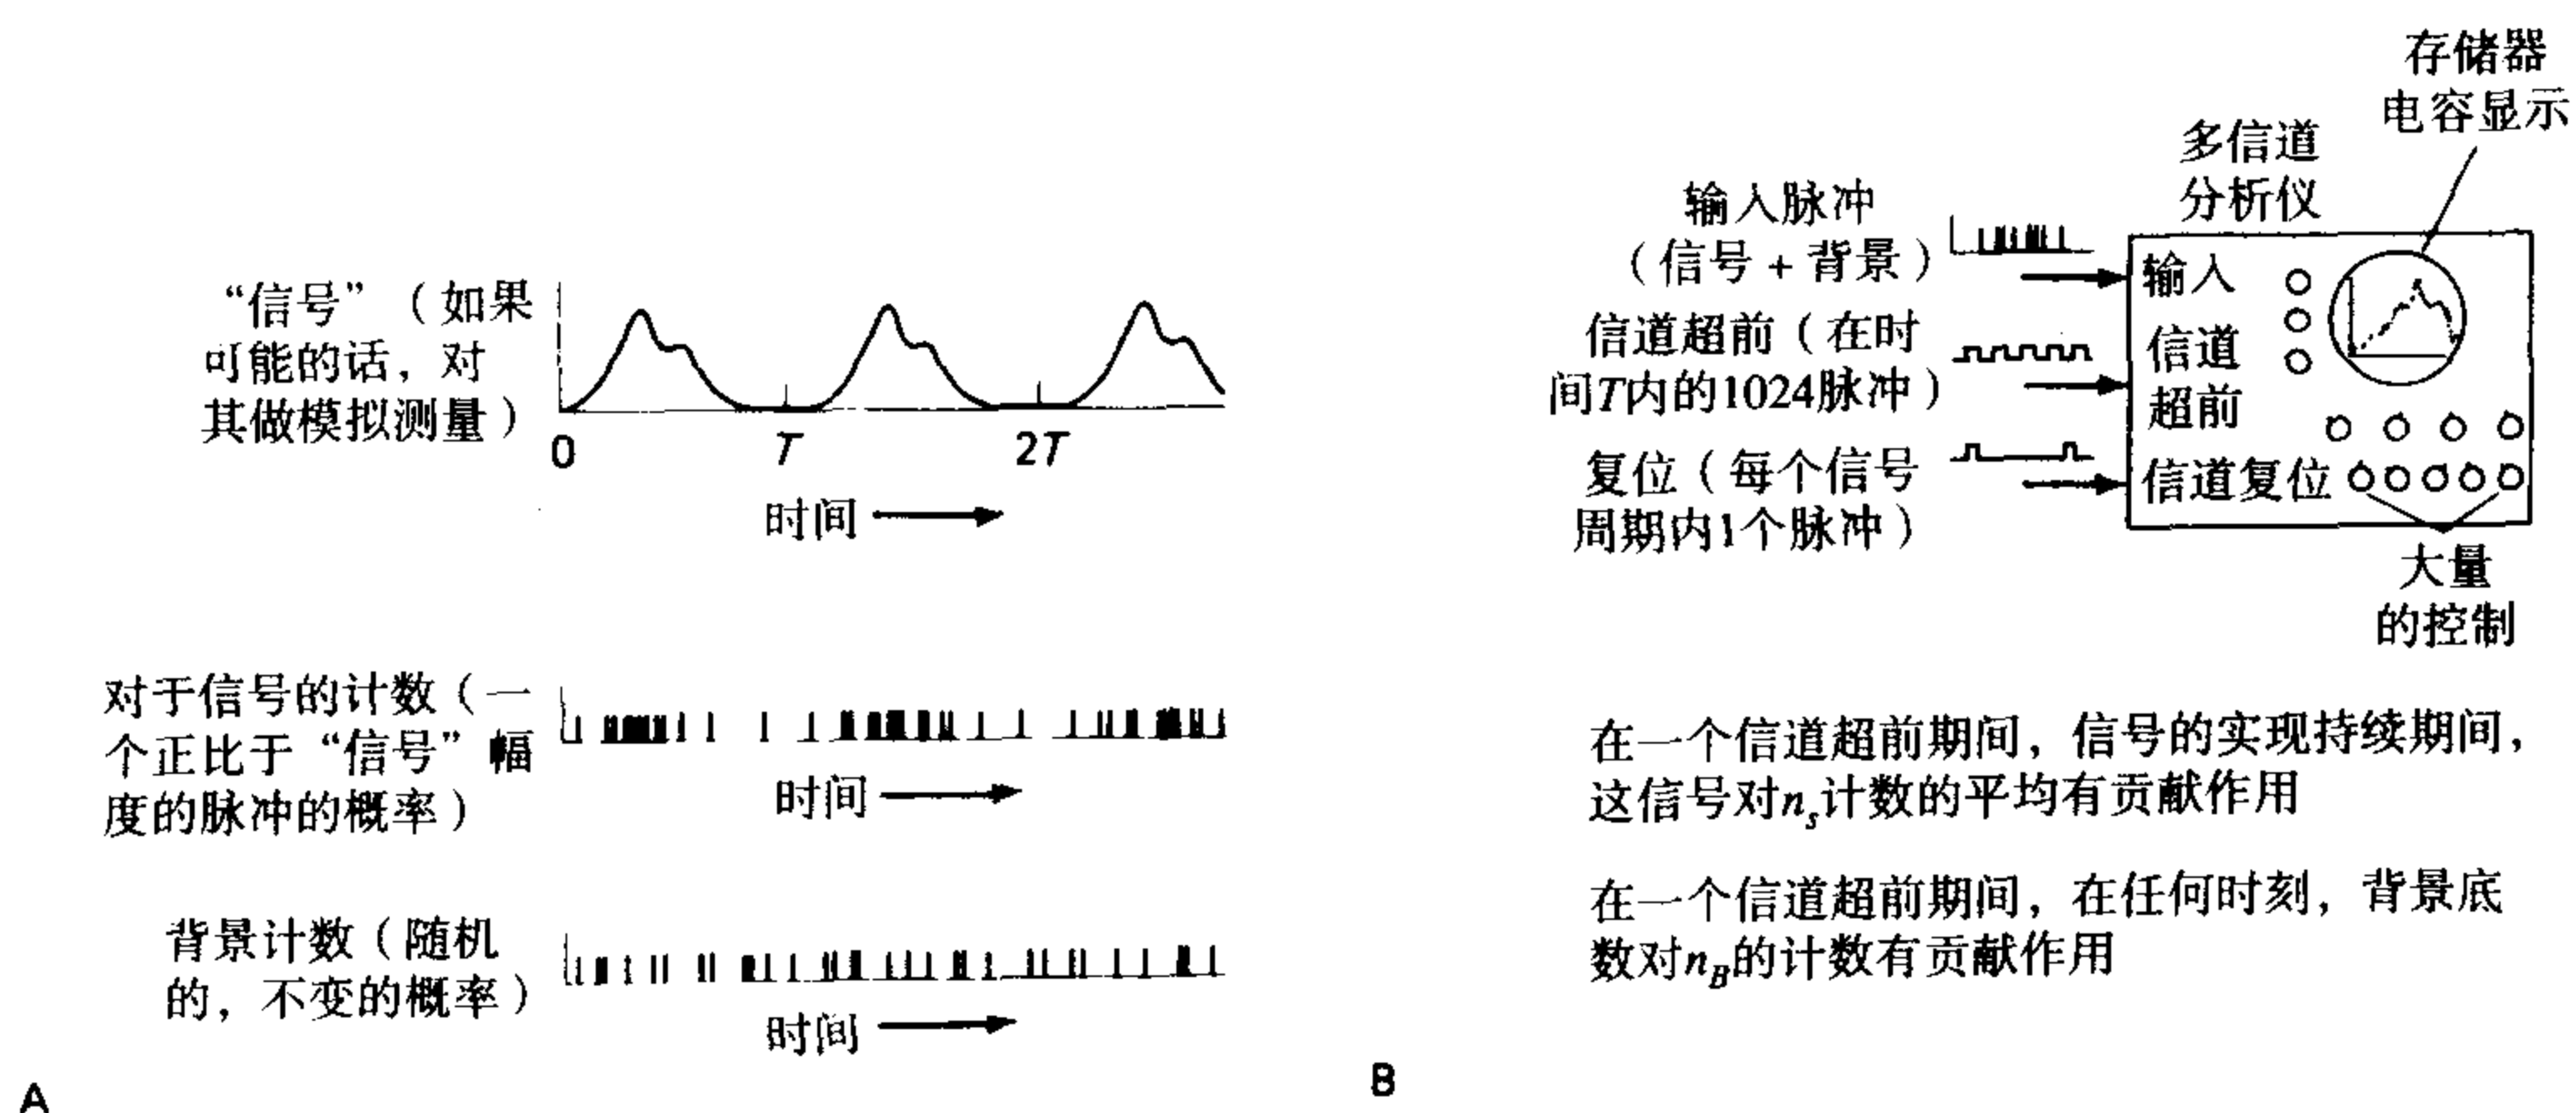 “信号”（如果
可能的话，对
其做模拟测量）
0
T
2T
时间
对于信号的计数（一
个正比于“信号”幅
度的脉冲的概率）
时间
背景计数（随机
的，不变的概率）
时间
A
存储器
电容显示
多信道
分析仪
输入脉冲
（信号 + 背景）
输入
信道超前（在时
间T内的1024脉冲）
信道
超前
复位（每个信号
周期内1个脉冲）
信道复位
大量
的控制
在一个信道超前期间，信号的实现持续期间，
这信号对ns计数的平均有贡献作用
在一个信道超前期间，在任何时刻，背景底
数对nB的计数有贡献作用
B